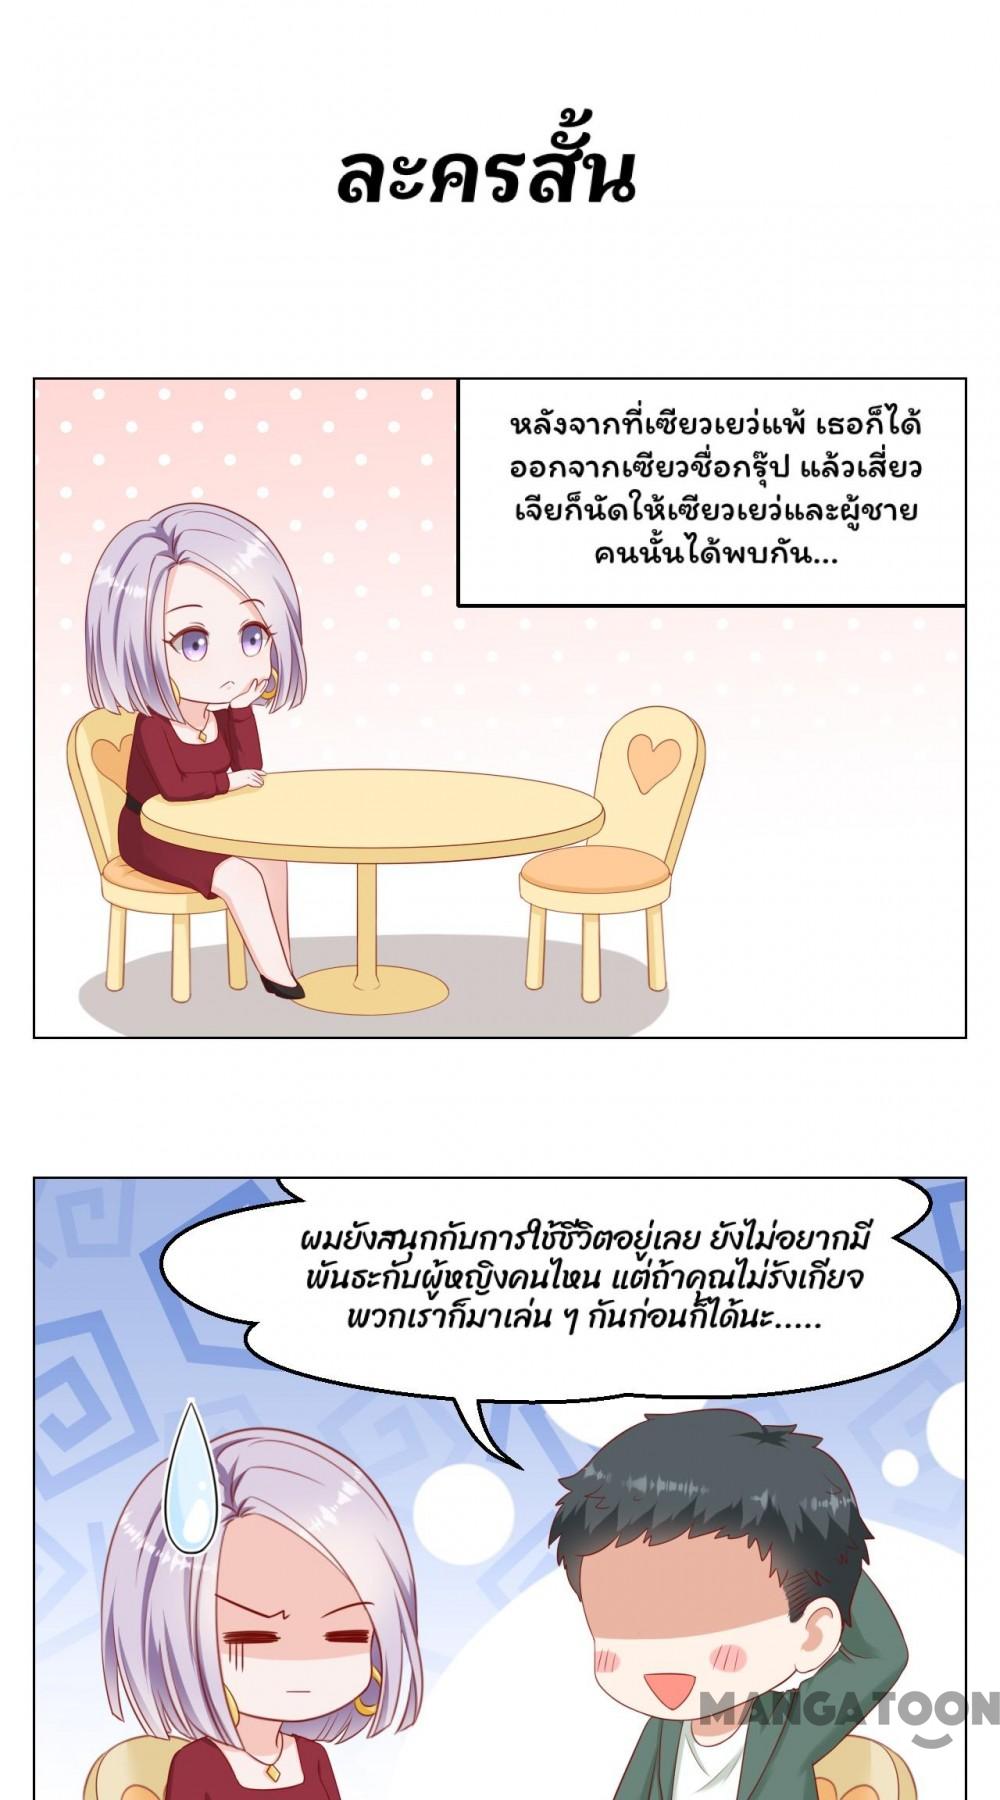 ละครสั้น
หลังจากที่เซียวเยว่แพ้ เธอก็ได้
ออกจากเซียวชื่อกรุ๊ป แล้วเสี่ยว
เจียก็นัดให้เซียวเยว่และผู้ชาย
คนนั้นได้พบกัน...
ผมยังสนุกกับการใช้ชีวิตอยู่เลย ยังไม่อยากมี
พันธะกับผู้หญิงคนไหน แต่ถ้าคุณไม่รังเกียจ
พวกเราก็มาเล่น ๆ กันก่อนก็ได้นะ.....
MANGATOON